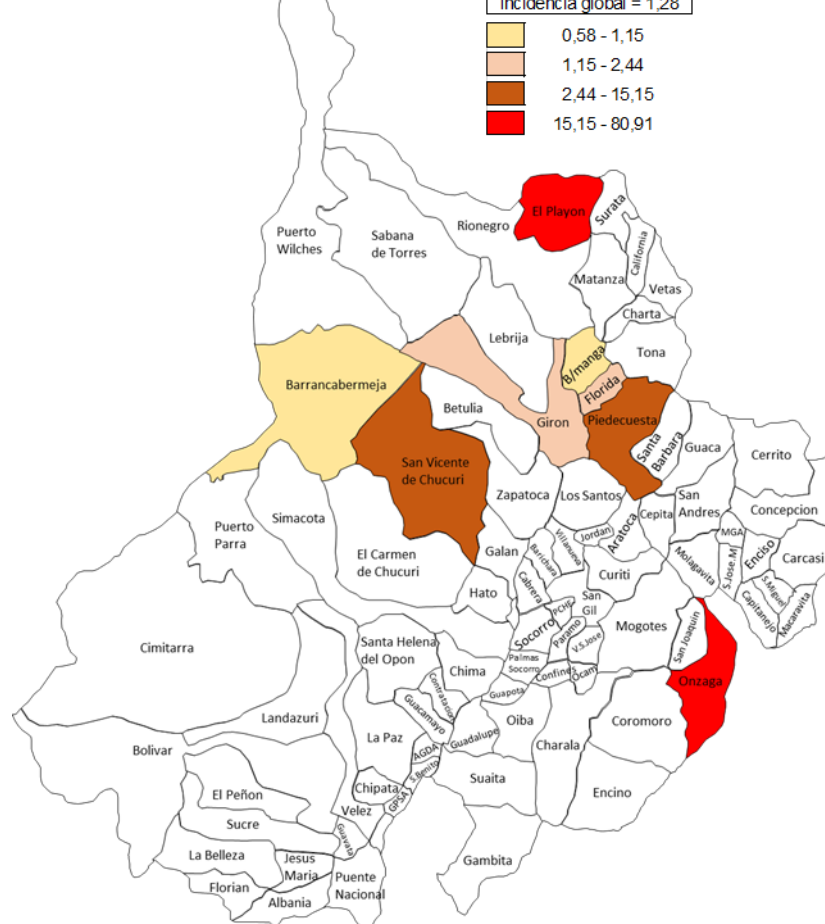 Incidencia global = 1,28
0,58 - 1,15
1,15 - 2,44
2,44 - 15,15
15,15 - 80,91
El Playon
Surata
Rionegro
Puerto
Wilches
Sabana
de Torres
California
Matanza
Vetas
Charta
Lebrija
Tona
B/manga
Barrancabermeja
Florida
Betulia
Giron
Piedecuesta
Santa
Barbara
Guaca
Cerrito
San Vicente
de Chucuri
Zapatoca
Los Santos
Cepita
San
Andres
Concepcion
Simacota
Puerto
Parra
El Carmen
de Chucuri
Galan
Villanueva
Jordan
Aratoca
MGA
Enciso
Carcasi
Barichara
Cabrera
Curiti
Molagavita
S.Jose.M
S.Miguel
Capitanejo
Macaravita
Hato
PCHE
San
Gil
Socorro
Paramo
V.S.Jose
Mogotes
San Joaquin
Cimitarra
Santa Helena
del Opon
Chima
Palmas
Socorro
Confines
Ocam
Onzaga
Contratacion
Guapota
Guacamayo
Landazuri
La Paz
Oiba
Coromoro
Guadalupe
Charala
AGDA
S.Benito
Bolivar
Suaita
Chipata
GPSA
Encino
El Peñon
Velez
Sucre
Guavata
La Belleza
Jesus
Maria
Gambita
Florian
Puente
Nacional
Albania